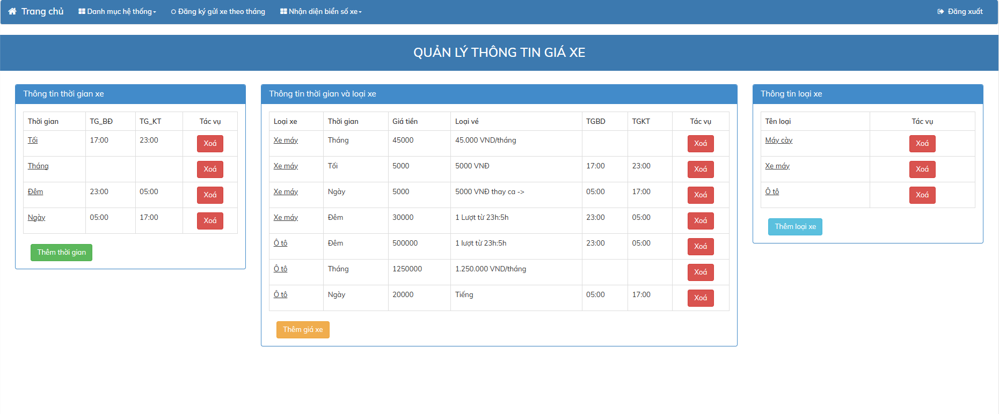 Trang chủ Danh mục hệ thống Đăng ký gửi xe theo tháng Nhận diện biển số xe Đăng xuất
QUẢN LÝ THÔNG TIN GIÁ XE
Thông tin thời gian xe
Thời gian TG_BĐ TG_KT Tác vụ
Tối 17:00 23:00 Xoá
Tháng Xoá
Đêm 23:00 05:00 Xoá
Ngày 05:00 17:00 Xoá
Thêm thời gian
Thông tin thời gian và loại xe
Loại xe Thời gian Giá tiền Loại vé TGBD TGKT Tác vụ
Xe máy Tháng 45000 45.000 VND/tháng Xoá
Xe máy Tối 5000 5000 VNĐ 17:00 23:00 Xoá
Xe máy Ngày 5000 5000 VNĐ thay ca -> 05:00 17:00 Xoá
Xe máy Đêm 30000 1 Lượt từ 23h:5h 23:00 05:00 Xoá
Ô tô Đêm 500000 1 lượt từ 23h:5h 23:00 05:00 Xoá
Ô tô Tháng 1250000 1.250.000 VND/tháng Xoá
Ô tô Ngày 20000 Tiếng 05:00 17:00 Xoá
Thêm giá xe
Thông tin loại xe
Tên loại Tác vụ
Máy cày Xoá
Xe máy Xoá
Ô tô Xoá
Thêm loại xe